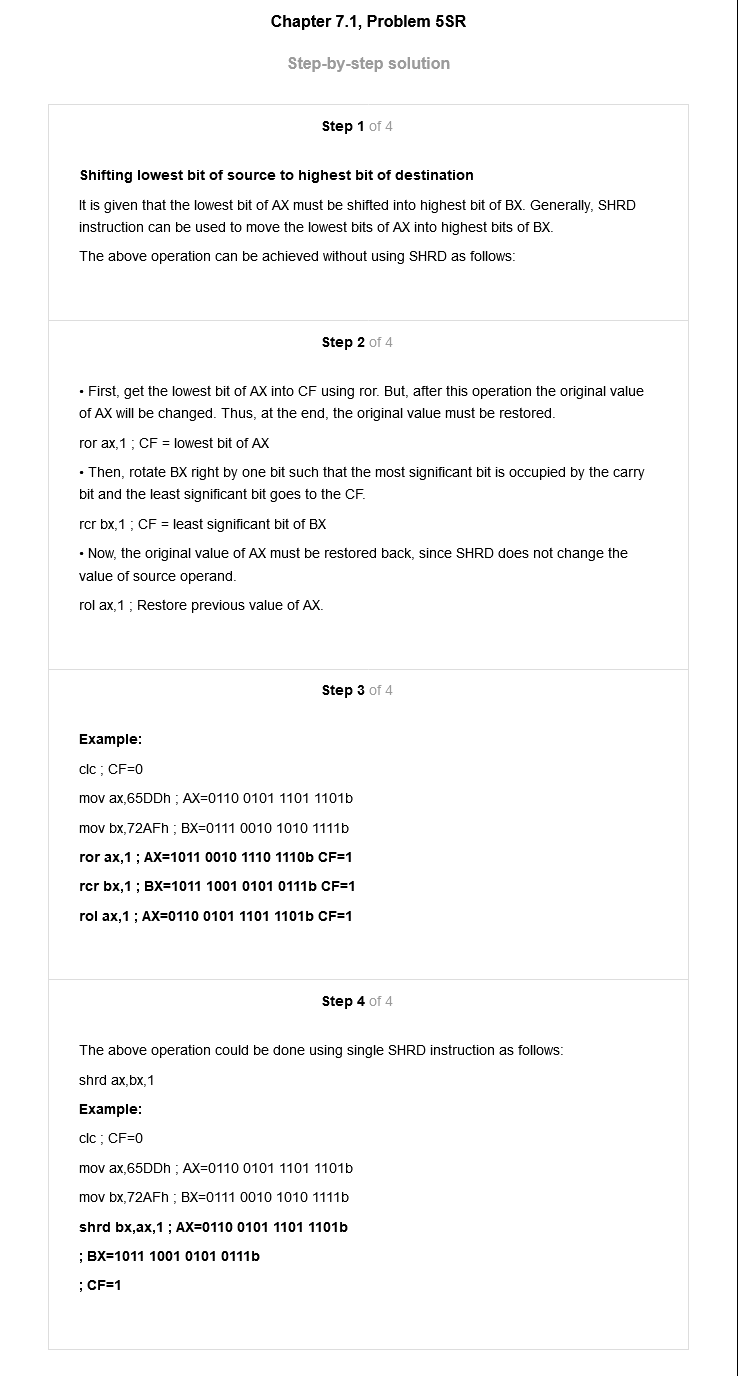 Chapter 7.1, Problem 5SR
Step-by-step solution
Step 1 of 4
Shifting lowest bit of source to highest bit of destination
It is given that the lowest bit of AX must be shifted into highest bit of BX. Generally, SHRD
instruction can be used to move the lowest bits of AX into highest bits of BX.
The above operation can be achieved without using SHRD as follows:
Step 2 of 4
• First, get the lowest bit of AX into CF using ror. But, after this operation the original value
of AX will be changed. Thus, at the end, the original value must be restored.
ror ax,1 ; CF = lowest bit of AX
• Then, rotate BX right by one bit such that the most significant bit is occupied by the carry
bit and the least significant bit goes to the CF.
rcr bx,1 ; CF = least significant bit of BX
• Now, the original value of AX must be restored back, since SHRD does not change the
value of source operand.
rol ax,1 ; Restore previous value of AX.
Step 3 of 4
Example:
clc ; CF=0
mov ax,65DDh ; AX=0110 0101 1101 1101b
mov bx,72AFh ; BX=0111 0010 1010 1111b
ror ax,1 ; AX=1011 0010 1110 1110b CF=1
rcr bx,1 ; BX=1011 1001 0101 0111b CF=1
rol ax,1 ; AX=0110 0101 1101 1101b CF=1
Step 4 of 4
The above operation could be done using single SHRD instruction as follows:
shrd ax,bx,1
Example:
clc ; CF=0
mov ax,65DDh ; AX=0110 0101 1101 1101b
mov bx,72AFh ; BX=0111 0010 1010 1111b
shrd bx,ax,1 ; AX=0110 0101 1101 1101b
; BX=1011 1001 0101 0111b
; CF=1